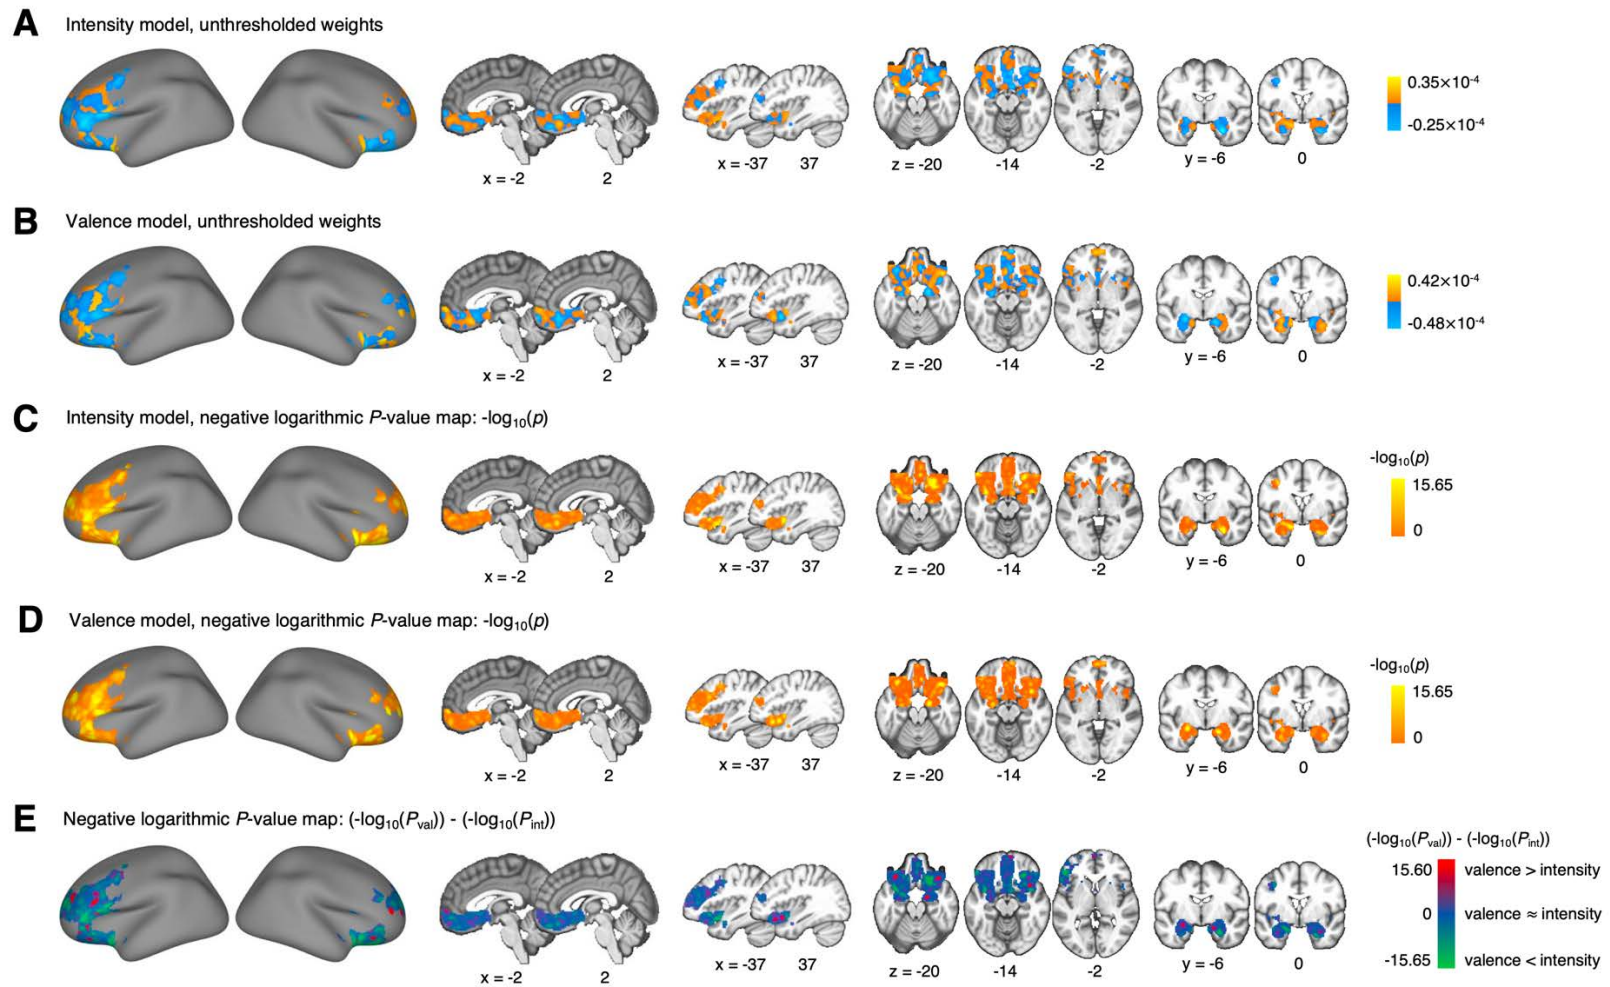 A Intensity model, unthresholded weights
0.35×10⁻⁴
-0.25×10⁻⁴
x = -2 2 x = -37 37 z = -20 -14 -2 y = -6 0
B Valence model, unthresholded weights
0.42×10⁻⁴
-0.48×10⁻⁴
x = -2 2 x = -37 37 z = -20 -14 -2 y = -6 0
C Intensity model, negative logarithmic P-value map: -log₁₀(p)
-log₁₀(p)
15.65
0
x = -2 2 x = -37 37 z = -20 -14 -2 y = -6 0
D Valence model, negative logarithmic P-value map: -log₁₀(p)
-log₁₀(p)
15.65
0
x = -2 2 x = -37 37 z = -20 -14 -2 y = -6 0
E Negative logarithmic P-value map: (-log₁₀(Pval)) - (-log₁₀(Pint))
(-log₁₀(Pval)) - (-log₁₀(Pint))
15.60 valence > intensity
0 valence ≈ intensity
-15.65 valence < intensity
x = -2 2 x = -37 37 z = -20 -14 -2 y = -6 0